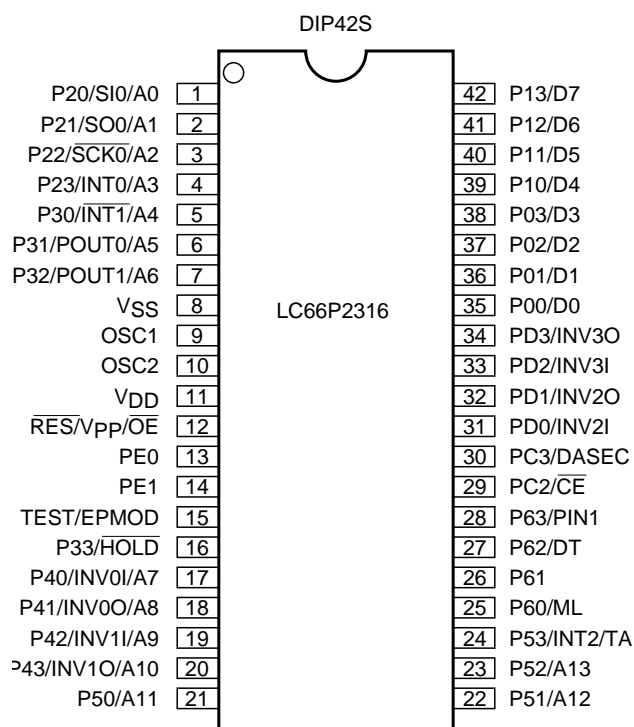 DIP42S
P20/SI0/A0 1 42 P13/D7
P21/SO0/A1 2 41 P12/D6
P22/S̅C̅K̅0̅/A2 3 40 P11/D5
P23/INT0/A3 4 39 P10/D4
P30/I̅N̅T̅1̅/A4 5 38 P03/D3
P31/POUT0/A5 6 37 P02/D2
P32/POUT1/A6 7 36 P01/D1
VSS 8 LC66P2316 35 P00/D0
OSC1 9 34 PD3/INV3O
OSC2 10 33 PD2/INV3I
VDD 11 32 PD1/INV2O
R̅E̅S̅/VPP/O̅E̅ 12 31 PD0/INV2I
PE0 13 30 PC3/DASEC
PE1 14 29 PC2/C̅E̅
TEST/EPMOD 15 28 P63/PIN1
P33/H̅O̅L̅D̅ 16 27 P62/DT
P40/INV0I/A7 17 26 P61
P41/INV0O/A8 18 25 P60/ML
P42/INV1I/A9 19 24 P53/INT2/TA
P43/INV1O/A10 20 23 P52/A13
P50/A11 21 22 P51/A12